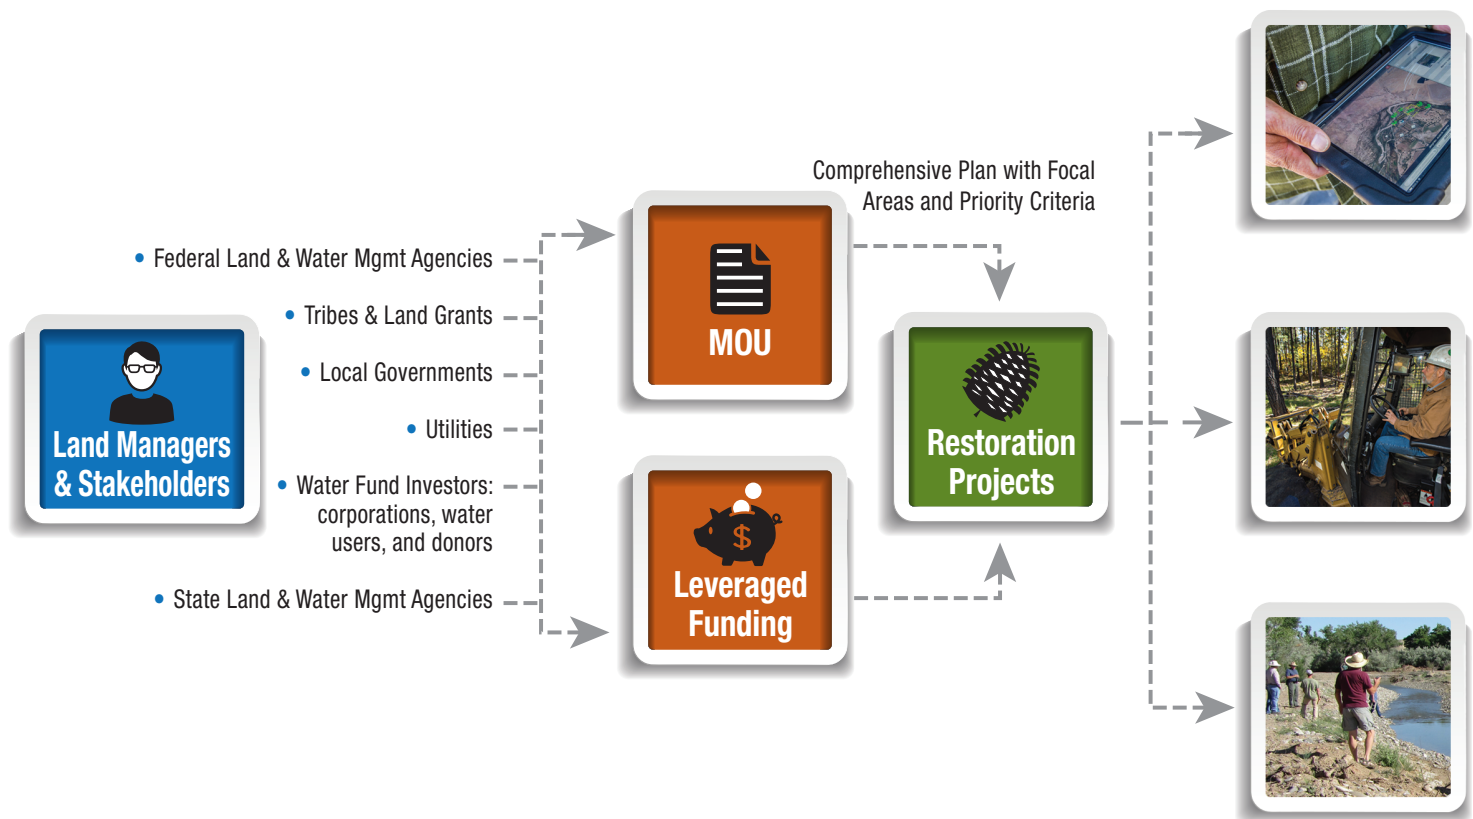 Land Managers
& Stakeholders
• Federal Land & Water Mgmt Agencies
• Tribes & Land Grants
• Local Governments
• Utilities
• Water Fund Investors:
corporations, water
users, and donors
• State Land & Water Mgmt Agencies
MOU
$
Leveraged
Funding
Comprehensive Plan with Focal
Areas and Priority Criteria
Restoration
Projects